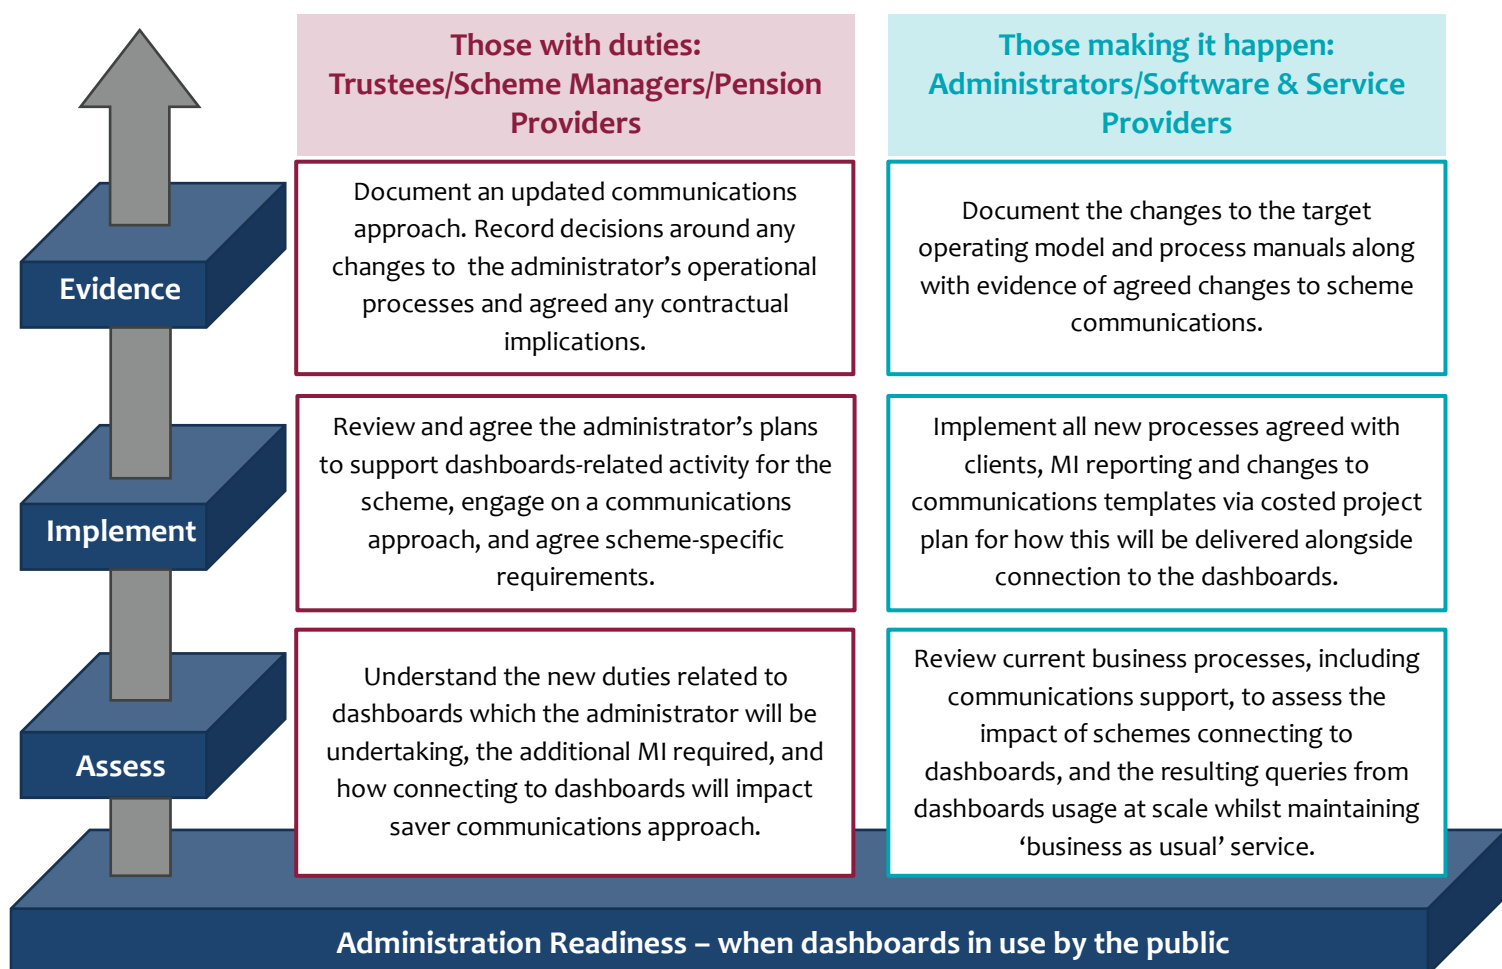 Those with duties:
Trustees/Scheme Managers/Pension
Providers
Those making it happen:
Administrators/Software & Service
Providers
Evidence
Document an updated communications
approach. Record decisions around any
changes to  the administrator’s operational
processes and agreed any contractual
implications.
Document the changes to the target
operating model and process manuals along
with evidence of agreed changes to scheme
communications.
Implement
Review and agree the administrator’s plans
to support dashboards-related activity for the
scheme, engage on a communications
approach, and agree scheme-specific
requirements.
Implement all new processes agreed with
clients, MI reporting and changes to
communications templates via costed project
plan for how this will be delivered alongside
connection to the dashboards.
Assess
Understand the new duties related to
dashboards which the administrator will be
undertaking, the additional MI required, and
how connecting to dashboards will impact
saver communications approach.
Review current business processes, including
communications support, to assess the
impact of schemes connecting to
dashboards, and the resulting queries from
dashboards usage at scale whilst maintaining
‘business as usual’ service.
Administration Readiness – when dashboards in use by the public